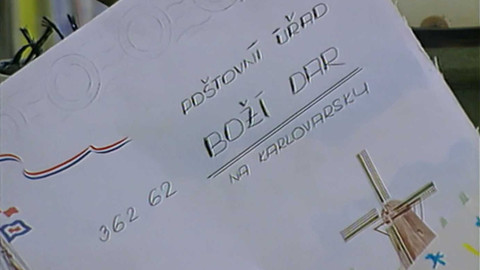 POŠTOVNÍ ÚŘAD
BOŽÍ DAR
NA KARLOVARSKU
362 62